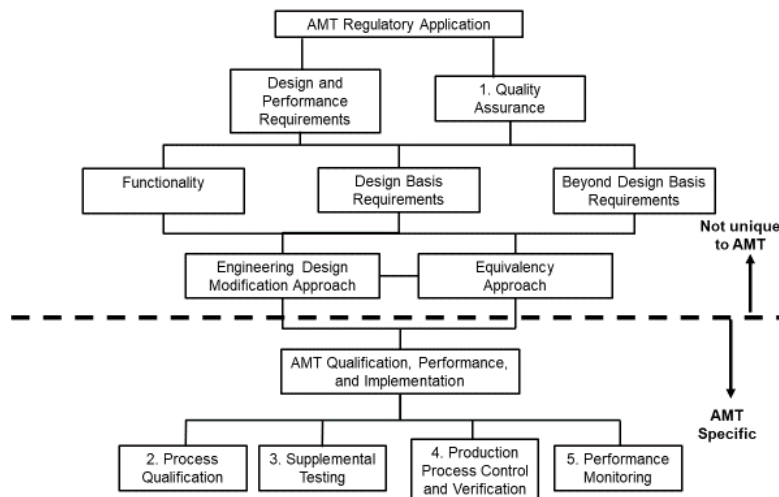 AMT Regulatory Application
Design and
Performance
Requirements
1. Quality
Assurance
Functionality
Design Basis
Requirements
Beyond Design Basis
Requirements
Not unique
to AMT
Engineering Design
Modification Approach
Equivalency
Approach
AMT Qualification, Performance,
and Implementation
AMT
Specific
2. Process
Qualification
3. Supplemental
Testing
4. Production
Process Control
and Verification
5. Performance
Monitoring